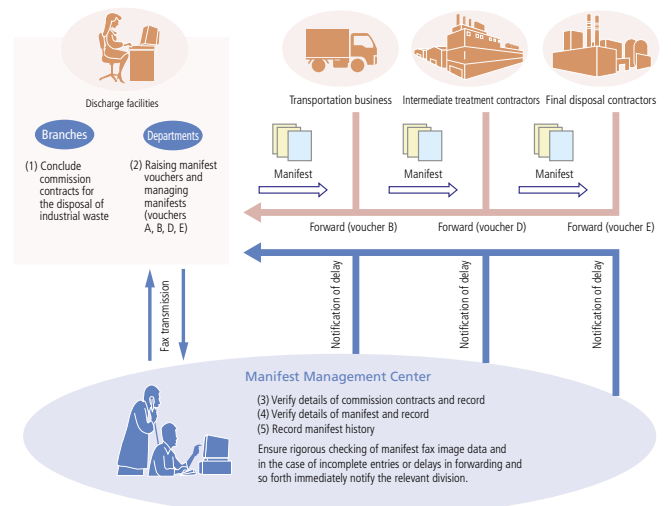 Discharge facilities
Branches
(1) Conclude
commission
contracts for
the disposal of
industrial waste
Departments
(2) Raising manifest
vouchers and
managing
manifests
(vouchers
A, B, D, E)
Transportation business
Intermediate treatment contractors
Final disposal contractors
Manifest
Manifest
Manifest
Forward (voucher B)
Forward (voucher D)
Forward (voucher E)
Fax transmission
Notification of delay
Notification of delay
Notification of delay
Manifest Management Center
(3) Verify details of commission contracts and record
(4) Verify details of manifest and record
(5) Record manifest history
Ensure rigorous checking of manifest fax image data and
in the case of incomplete entries or delays in forwarding and
so forth immediately notify the relevant division.